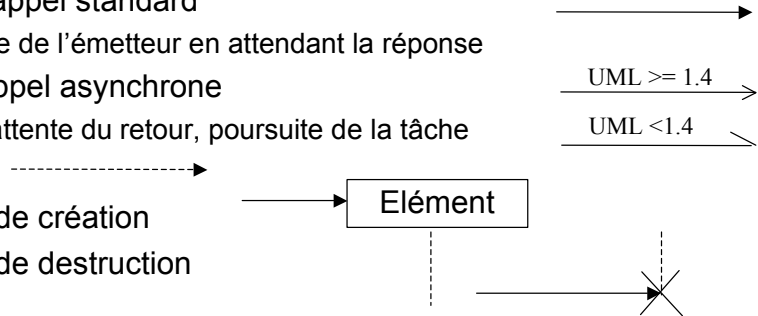 appel standard
e de l'émetteur en attendant la réponse
ppel asynchrone
UML >= 1.4
attente du retour, poursuite de la tâche
UML <1.4
de création
Elément
de destruction